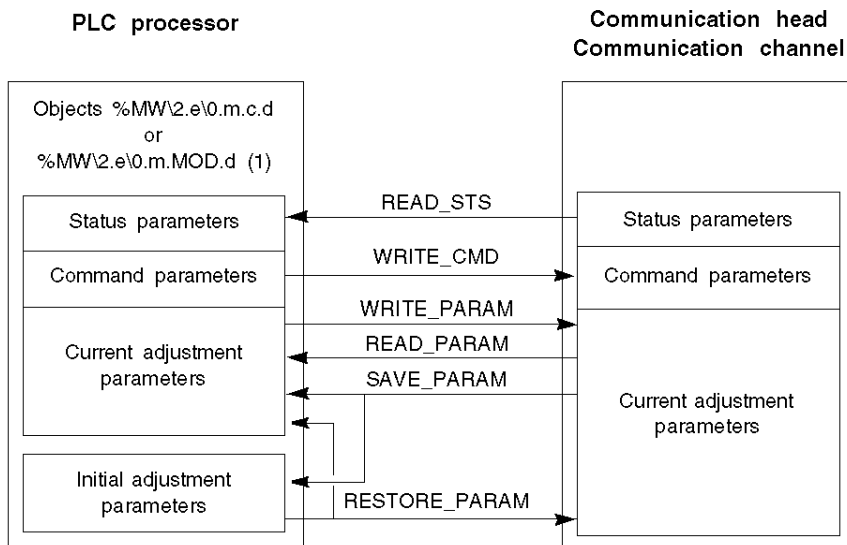 PLC processor
Communication head
Communication channel
Objects %MW\2.e\0.m.c.d
or
%MW\2.e\0.m.MOD.d (1)
Status parameters
READ_STS
Status parameters
Command parameters
WRITE_CMD
Command parameters
WRITE_PARAM
READ_PARAM
SAVE_PARAM
Current adjustment
parameters
Current adjustment
parameters
Initial adjustment
parameters
RESTORE_PARAM